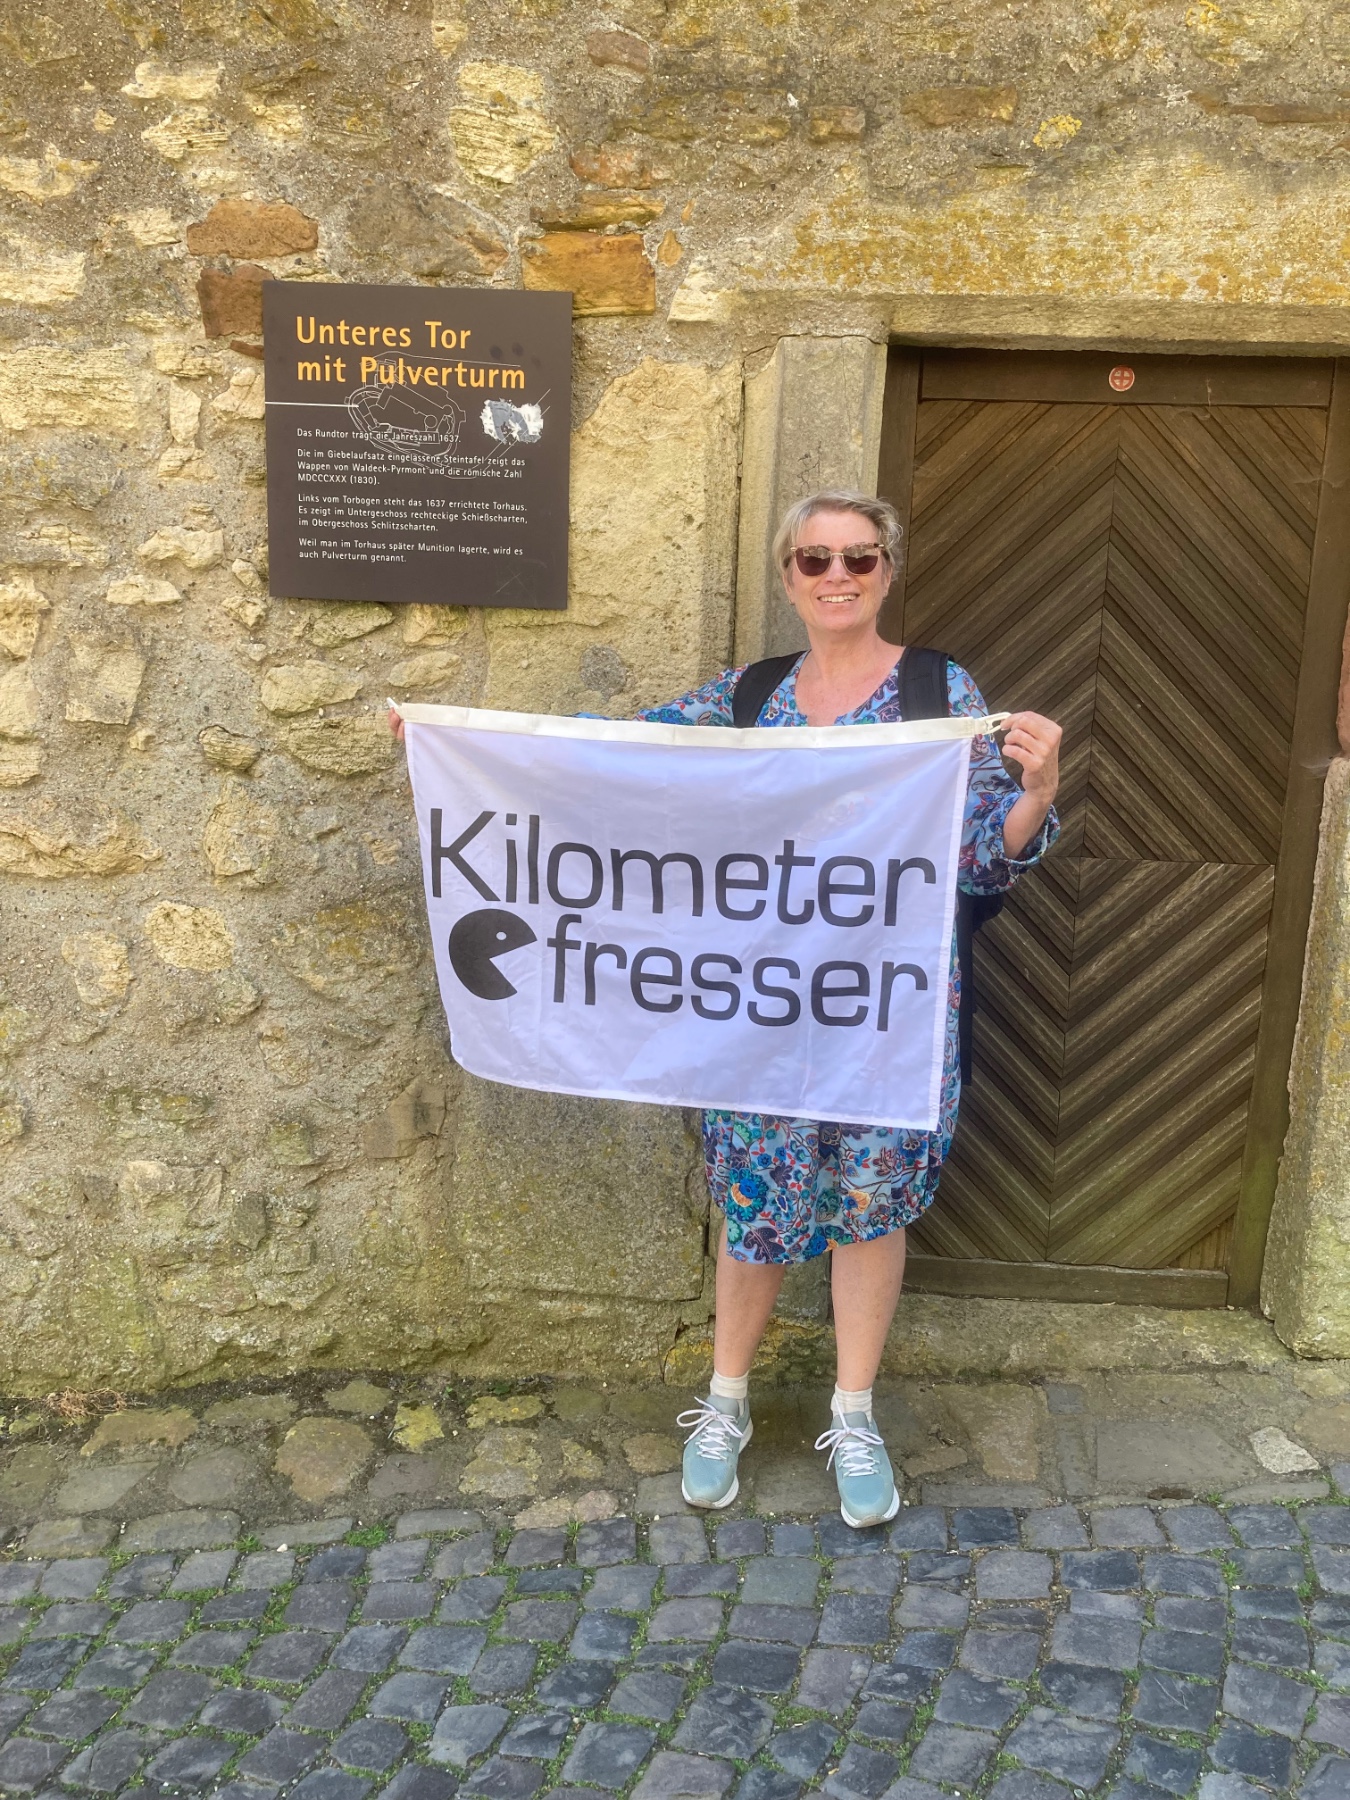 Unteres Tor
mit Pulverturm
Das Rundtor trägt die Jahreszahl 1637.
Die im Giebelaufsatz eingelassene Steintafel zeigt das
Wappen von Waldeck-Pyrmont und die römische Zahl
MDCCCXXX (1830).
Links vom Torbogen steht das 1637 errichtete Torhaus.
Es zeigt im Untergeschoss rechteckige Schießscharten,
im Obergeschoss Schlitzscharten.
Weil man im Torhaus später Munition lagerte, wird es
auch Pulverturm genannt.
Kilometer
fresser